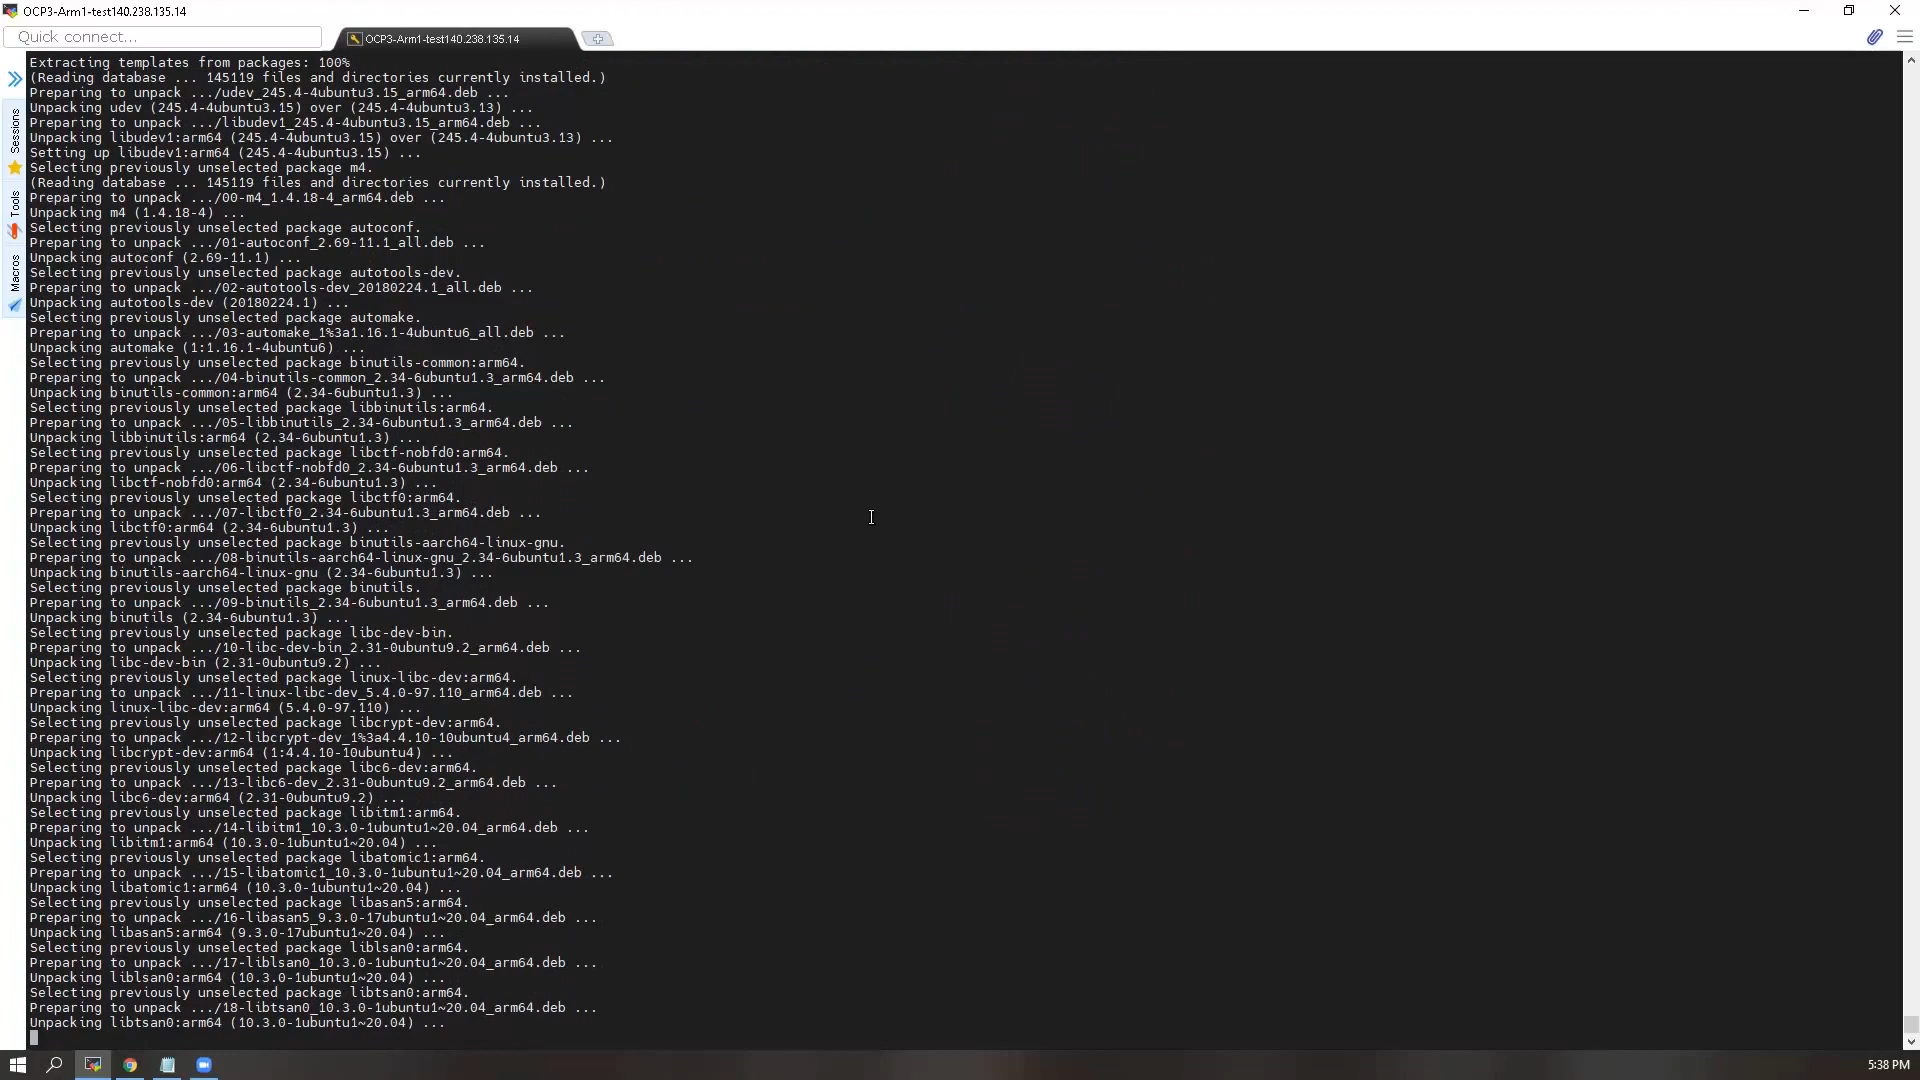 OCP3-Arm1-test140.238.135.14
Quick connect...
OCP3-Arm1-test140.238.135.14
Sessions
Tools
Macros
Extracting templates from packages: 100%
(Reading database ... 145119 files and directories currently installed.)
Preparing to unpack .../udev_245.4-4ubuntu3.15_arm64.deb ...
Unpacking udev (245.4-4ubuntu3.15) over (245.4-4ubuntu3.13) ...
Preparing to unpack .../libudev1_245.4-4ubuntu3.15_arm64.deb ...
Unpacking libudev1:arm64 (245.4-4ubuntu3.15) over (245.4-4ubuntu3.13) ...
Setting up libudev1:arm64 (245.4-4ubuntu3.15) ...
Selecting previously unselected package m4.
(Reading database ... 145119 files and directories currently installed.)
Preparing to unpack .../00-m4_1.4.18-4_arm64.deb ...
Unpacking m4 (1.4.18-4) ...
Selecting previously unselected package autoconf.
Preparing to unpack .../01-autoconf_2.69-11.1_all.deb ...
Unpacking autoconf (2.69-11.1) ...
Selecting previously unselected package autotools-dev.
Preparing to unpack .../02-autotools-dev_20180224.1_all.deb ...
Unpacking autotools-dev (20180224.1) ...
Selecting previously unselected package automake.
Preparing to unpack .../03-automake_1%3a1.16.1-4ubuntu6_all.deb ...
Unpacking automake (1:1.16.1-4ubuntu6) ...
Selecting previously unselected package binutils-common:arm64.
Preparing to unpack .../04-binutils-common_2.34-6ubuntu1.3_arm64.deb ...
Unpacking binutils-common:arm64 (2.34-6ubuntu1.3) ...
Selecting previously unselected package libbinutils:arm64.
Preparing to unpack .../05-libbinutils_2.34-6ubuntu1.3_arm64.deb ...
Unpacking libbinutils:arm64 (2.34-6ubuntu1.3) ...
Selecting previously unselected package libctf-nobfd0:arm64.
Preparing to unpack .../06-libctf-nobfd0_2.34-6ubuntu1.3_arm64.deb ...
Unpacking libctf-nobfd0:arm64 (2.34-6ubuntu1.3) ...
Selecting previously unselected package libctf0:arm64.
Preparing to unpack .../07-libctf0_2.34-6ubuntu1.3_arm64.deb ...
Unpacking libctf0:arm64 (2.34-6ubuntu1.3) ...
Selecting previously unselected package binutils-aarch64-linux-gnu.
Preparing to unpack .../08-binutils-aarch64-linux-gnu_2.34-6ubuntu1.3_arm64.deb ...
Unpacking binutils-aarch64-linux-gnu (2.34-6ubuntu1.3) ...
Selecting previously unselected package binutils.
Preparing to unpack .../09-binutils_2.34-6ubuntu1.3_arm64.deb ...
Unpacking binutils (2.34-6ubuntu1.3) ...
Selecting previously unselected package libc-dev-bin.
Preparing to unpack .../10-libc-dev-bin_2.31-0ubuntu9.2_arm64.deb ...
Unpacking libc-dev-bin (2.31-0ubuntu9.2) ...
Selecting previously unselected package linux-libc-dev:arm64.
Preparing to unpack .../11-linux-libc-dev_5.4.0-97.110_arm64.deb ...
Unpacking linux-libc-dev:arm64 (5.4.0-97.110) ...
Selecting previously unselected package libcrypt-dev:arm64.
Preparing to unpack .../12-libcrypt-dev_1%3a4.4.10-10ubuntu4_arm64.deb ...
Unpacking libcrypt-dev:arm64 (1:4.4.10-10ubuntu4) ...
Selecting previously unselected package libc6-dev:arm64.
Preparing to unpack .../13-libc6-dev_2.31-0ubuntu9.2_arm64.deb ...
Unpacking libc6-dev:arm64 (2.31-0ubuntu9.2) ...
Selecting previously unselected package libitm1:arm64.
Preparing to unpack .../14-libitm1_10.3.0-1ubuntu1~20.04_arm64.deb ...
Unpacking libitm1:arm64 (10.3.0-1ubuntu1~20.04) ...
Selecting previously unselected package libatomic1:arm64.
Preparing to unpack .../15-libatomic1_10.3.0-1ubuntu1~20.04_arm64.deb ...
Unpacking libatomic1:arm64 (10.3.0-1ubuntu1~20.04) ...
Selecting previously unselected package libasan5:arm64.
Preparing to unpack .../16-libasan5_9.3.0-17ubuntu1~20.04_arm64.deb ...
Unpacking libasan5:arm64 (9.3.0-17ubuntu1~20.04) ...
Selecting previously unselected package liblsan0:arm64.
Preparing to unpack .../17-liblsan0_10.3.0-1ubuntu1~20.04_arm64.deb ...
Unpacking liblsan0:arm64 (10.3.0-1ubuntu1~20.04) ...
Selecting previously unselected package libtsan0:arm64.
Preparing to unpack .../18-libtsan0_10.3.0-1ubuntu1~20.04_arm64.deb ...
Unpacking libtsan0:arm64 (10.3.0-1ubuntu1~20.04) ...
5:38 PM